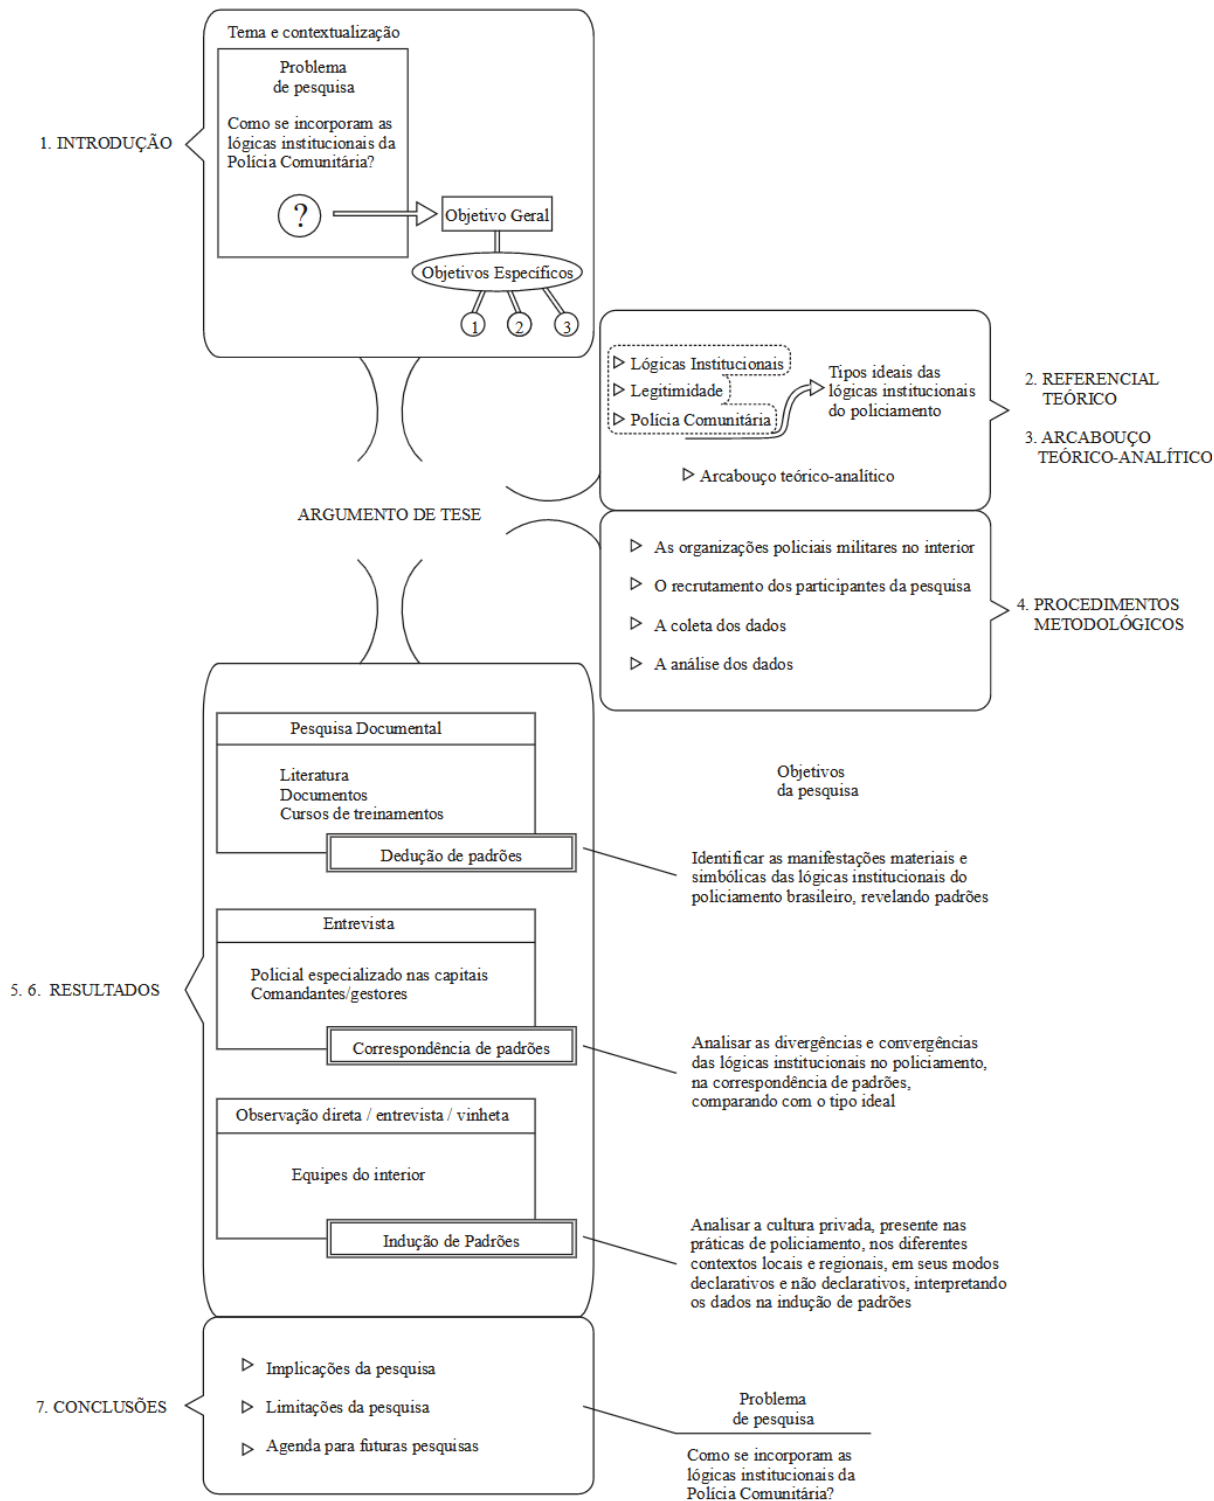 Tema e contextualização
Problema
de pesquisa
Como se incorporam as
lógicas institucionais da
Polícia Comunitária?
1. INTRODUÇÃO
?
Objetivo Geral
Objetivos Específicos
1
2
3
Lógicas Institucionais
Legitimidade
Polícia Comunitária
Tipos ideais das
lógicas institucionais
do policiamento
Arcabouço teórico-analítico
2. REFERENCIAL
TEÓRICO
3. ARCABOUÇO
TEÓRICO-ANALÍTICO
ARGUMENTO DE TESE
As organizações policiais militares no interior
O recrutamento dos participantes da pesquisa
A coleta dos dados
A análise dos dados
4. PROCEDIMENTOS
METODOLÓGICOS
Pesquisa Documental
Literatura
Documentos
Cursos de treinamentos
Dedução de padrões
Objetivos
da pesquisa
Identificar as manifestações materiais e
simbólicas das lógicas institucionais do
policiamento brasileiro, revelando padrões
5. 6. RESULTADOS
Entrevista
Policial especializado nas capitais
Comandantes/gestores
Correspondência de padrões
Analisar as divergências e convergências
das lógicas institucionais no policiamento,
na correspondência de padrões,
comparando com o tipo ideal
Observação direta / entrevista / vinheta
Equipes do interior
Indução de Padrões
Analisar a cultura privada, presente nas
práticas de policiamento, nos diferentes
contextos locais e regionais, em seus modos
declarativos e não declarativos, interpretando
os dados na indução de padrões
7. CONCLUSÕES
Implicações da pesquisa
Limitações da pesquisa
Agenda para futuras pesquisas
Problema
de pesquisa
Como se incorporam as
lógicas institucionais da
Polícia Comunitária?